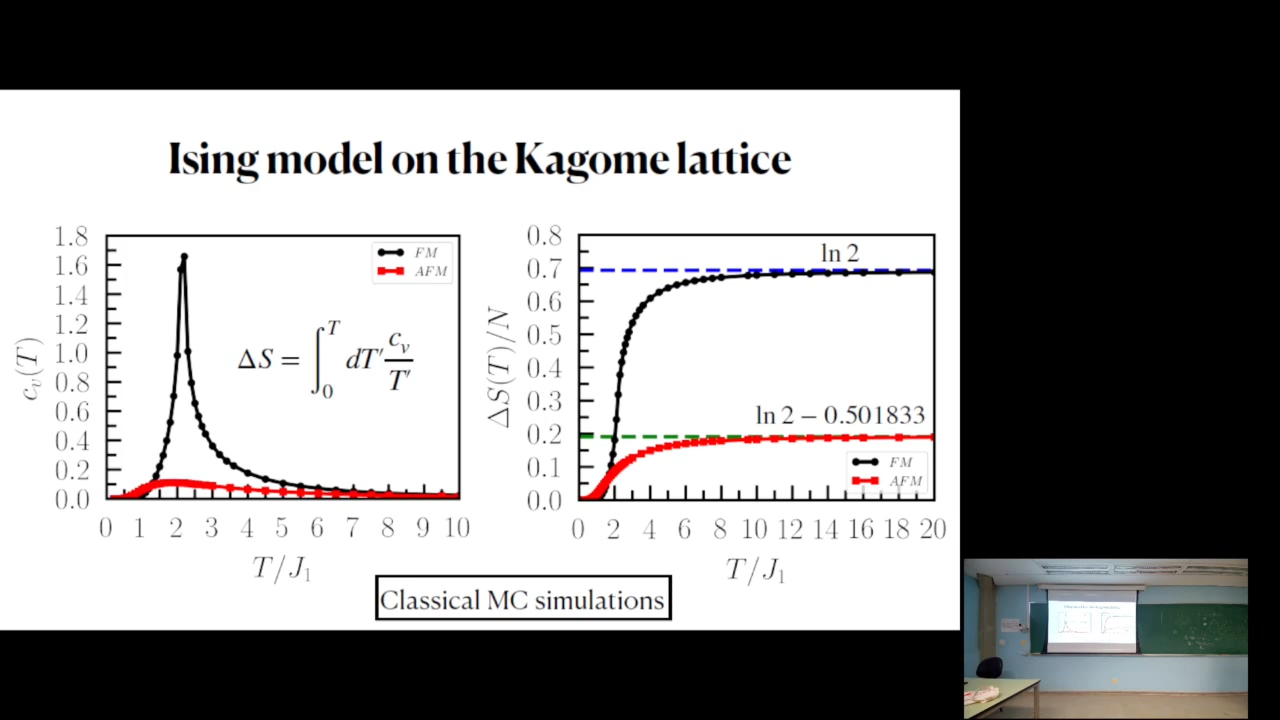 Ising model on the Kagome lattice
1.8
1.6
1.4
1.2
1.0
0.8
0.6
0.4
0.2
0.0
c_v(T)
FM
AFM
ΔS = ∫_0^T dT′ c_v/T′
0 1 2 3 4 5 6 7 8 9 10
T/J_1
0.8
0.7
0.6
0.5
0.4
0.3
0.2
0.1
0.0
ΔS(T)/N
ln 2
ln 2 − 0.501833
FM
AFM
0 2 4 6 8 10 12 14 16 18 20
T/J_1
Classical MC simulations